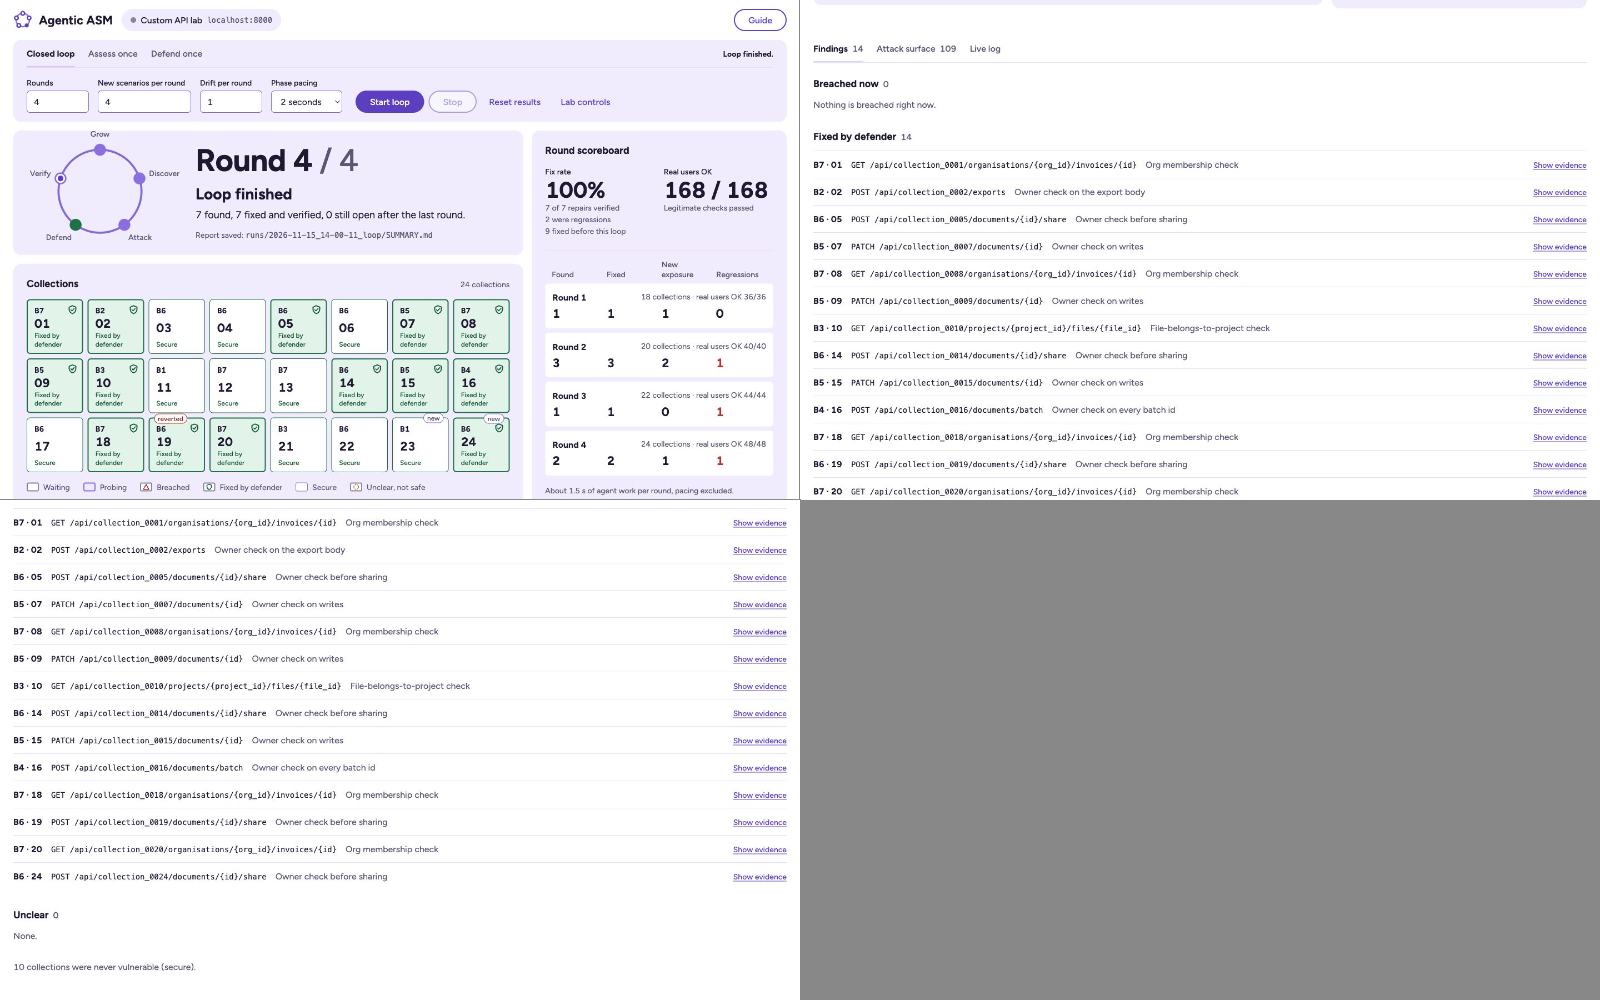 Agentic ASM
Custom API lab localhost:8000
Guide
Closed loop Assess once Defend once
Loop finished.
Rounds New scenarios per round Drift per round Phase pacing
4 4 1 2 seconds Start loop Stop Reset results Lab controls
Grow
Verify
Discover
Defend
Attack
Round 4 / 4
Loop finished
7 found, 7 fixed and verified, 0 still open after the last round.
Report saved: runs/2026-11-15_14-00-11_loop/SUMMARY.md
Collections
24 collections
B7 B2 B6 B6 B6 B6 B5 B7
01 02 03 04 05 06 07 08
Fixed by defender Fixed by defender Secure Secure Fixed by defender Secure Fixed by defender Fixed by defender
B5 B3 B1 B7 B7 B6 B5 B4
09 10 11 12 13 14 15 16
Fixed by defender Fixed by defender Secure Secure Secure Fixed by defender Fixed by defender Fixed by defender
reverted new new
B6 B7 B6 B7 B3 B6 B1 B6
17 18 19 20 21 22 23 24
Secure Fixed by defender Fixed by defender Fixed by defender Secure Secure Secure Fixed by defender
Waiting Probing Breached Fixed by defender Secure Unclear, not safe
Round scoreboard
Fix rate Real users OK
100% 168 / 168
7 of 7 repairs verified Legitimate checks passed
2 were regressions
9 fixed before this loop
Found Fixed New exposure Regressions
Round 1 18 collections · real users OK 36/36
1 1 1 0
Round 2 20 collections · real users OK 40/40
3 3 2 1
Round 3 22 collections · real users OK 44/44
1 1 0 1
Round 4 24 collections · real users OK 48/48
2 2 1 1
About 1.5 s of agent work per round, pacing excluded.
Findings 14 Attack surface 109 Live log
Breached now 0
Nothing is breached right now.
Fixed by defender 14
B7 · 01 GET /api/collection_0001/organisations/{org_id}/invoices/{id} Org membership check Show evidence
B2 · 02 POST /api/collection_0002/exports Owner check on the export body Show evidence
B6 · 05 POST /api/collection_0005/documents/{id}/share Owner check before sharing Show evidence
B5 · 07 PATCH /api/collection_0007/documents/{id} Owner check on writes Show evidence
B7 · 08 GET /api/collection_0008/organisations/{org_id}/invoices/{id} Org membership check Show evidence
B5 · 09 PATCH /api/collection_0009/documents/{id} Owner check on writes Show evidence
B3 · 10 GET /api/collection_0010/projects/{project_id}/files/{file_id} File-belongs-to-project check Show evidence
B6 · 14 POST /api/collection_0014/documents/{id}/share Owner check before sharing Show evidence
B5 · 15 PATCH /api/collection_0015/documents/{id} Owner check on writes Show evidence
B4 · 16 POST /api/collection_0016/documents/batch Owner check on every batch id Show evidence
B7 · 18 GET /api/collection_0018/organisations/{org_id}/invoices/{id} Org membership check Show evidence
B6 · 19 POST /api/collection_0019/documents/{id}/share Owner check before sharing Show evidence
B7 · 20 GET /api/collection_0020/organisations/{org_id}/invoices/{id} Org membership check Show evidence
B7 · 01 GET /api/collection_0001/organisations/{org_id}/invoices/{id} Org membership check Show evidence
B2 · 02 POST /api/collection_0002/exports Owner check on the export body Show evidence
B6 · 05 POST /api/collection_0005/documents/{id}/share Owner check before sharing Show evidence
B5 · 07 PATCH /api/collection_0007/documents/{id} Owner check on writes Show evidence
B7 · 08 GET /api/collection_0008/organisations/{org_id}/invoices/{id} Org membership check Show evidence
B5 · 09 PATCH /api/collection_0009/documents/{id} Owner check on writes Show evidence
B3 · 10 GET /api/collection_0010/projects/{project_id}/files/{file_id} File-belongs-to-project check Show evidence
B6 · 14 POST /api/collection_0014/documents/{id}/share Owner check before sharing Show evidence
B5 · 15 PATCH /api/collection_0015/documents/{id} Owner check on writes Show evidence
B4 · 16 POST /api/collection_0016/documents/batch Owner check on every batch id Show evidence
B7 · 18 GET /api/collection_0018/organisations/{org_id}/invoices/{id} Org membership check Show evidence
B6 · 19 POST /api/collection_0019/documents/{id}/share Owner check before sharing Show evidence
B7 · 20 GET /api/collection_0020/organisations/{org_id}/invoices/{id} Org membership check Show evidence
B6 · 24 POST /api/collection_0024/documents/{id}/share Owner check before sharing Show evidence
Unclear 0
None.
10 collections were never vulnerable (secure).